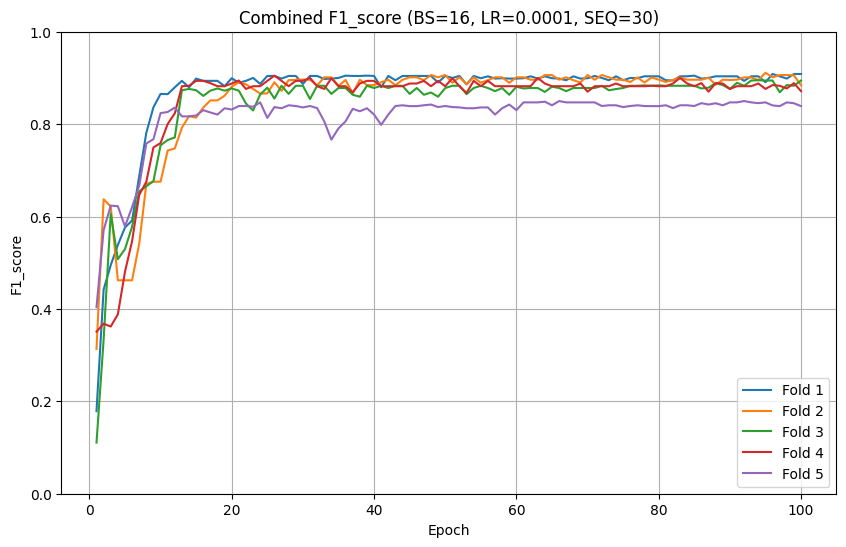 Combined F1_score (BS=16, LR=0.0001, SEQ=30)
1.0
0.8
0.6
0.4
0.2
0.0
F1_score
0 20 40 60 80 100
Epoch
Fold 1
Fold 2
Fold 3
Fold 4
Fold 5